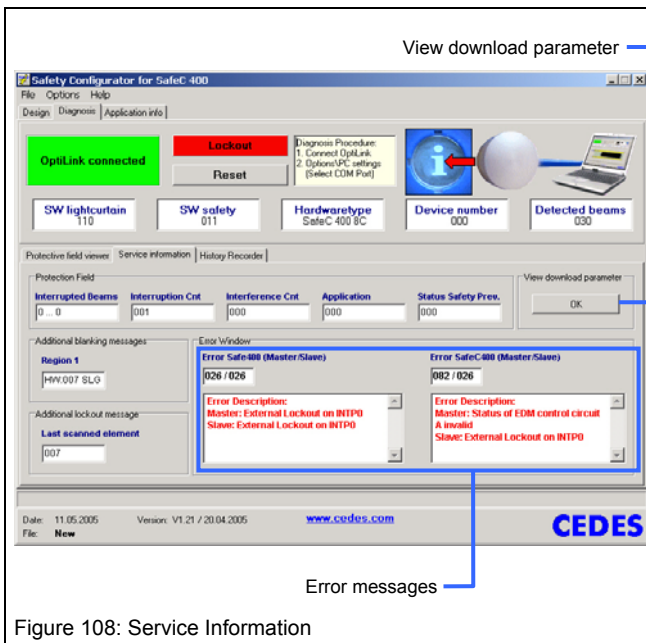 View download parameter
Safety Configurator for SafeC 400
File Options Help
Design Diagnosis Application info
OptiLink connected
Lockout
Reset
Diagnosis Procedure:
1. Connect OptiLink
2. Options\PC settings
(Select COM Port)
SW lightcurtain
110
SW safety
011
Hardwaretype
SafeC 400 8C
Device number
000
Detected beams
030
Protective field viewer Service information History Recorder
Protection Field
Interrupted Beams
0 ... 0
Interruption Cnt
001
Interference Cnt
000
Application
000
Status Safety Prev.
000
View download parameter
OK
Additional blanking messages
Region 1
HW:007 SLG
Additional lockout message
Last scanned element
007
Error Window
Error Safe400 (Master/Slave)
026 / 026
Error Description:
Master: External Lockout on INTP0
Slave: External Lockout on INTP0
Error SafeC400 (Master/Slave)
082 / 026
Error Description:
Master: Status of EDM control circuit
A invalid
Slave: External Lockout on INTP0
Date: 11.05.2005 Version: V1.21 / 20.04.2005 www.cedes.com
File: New
CEDES
Error messages
Figure 108: Service Information